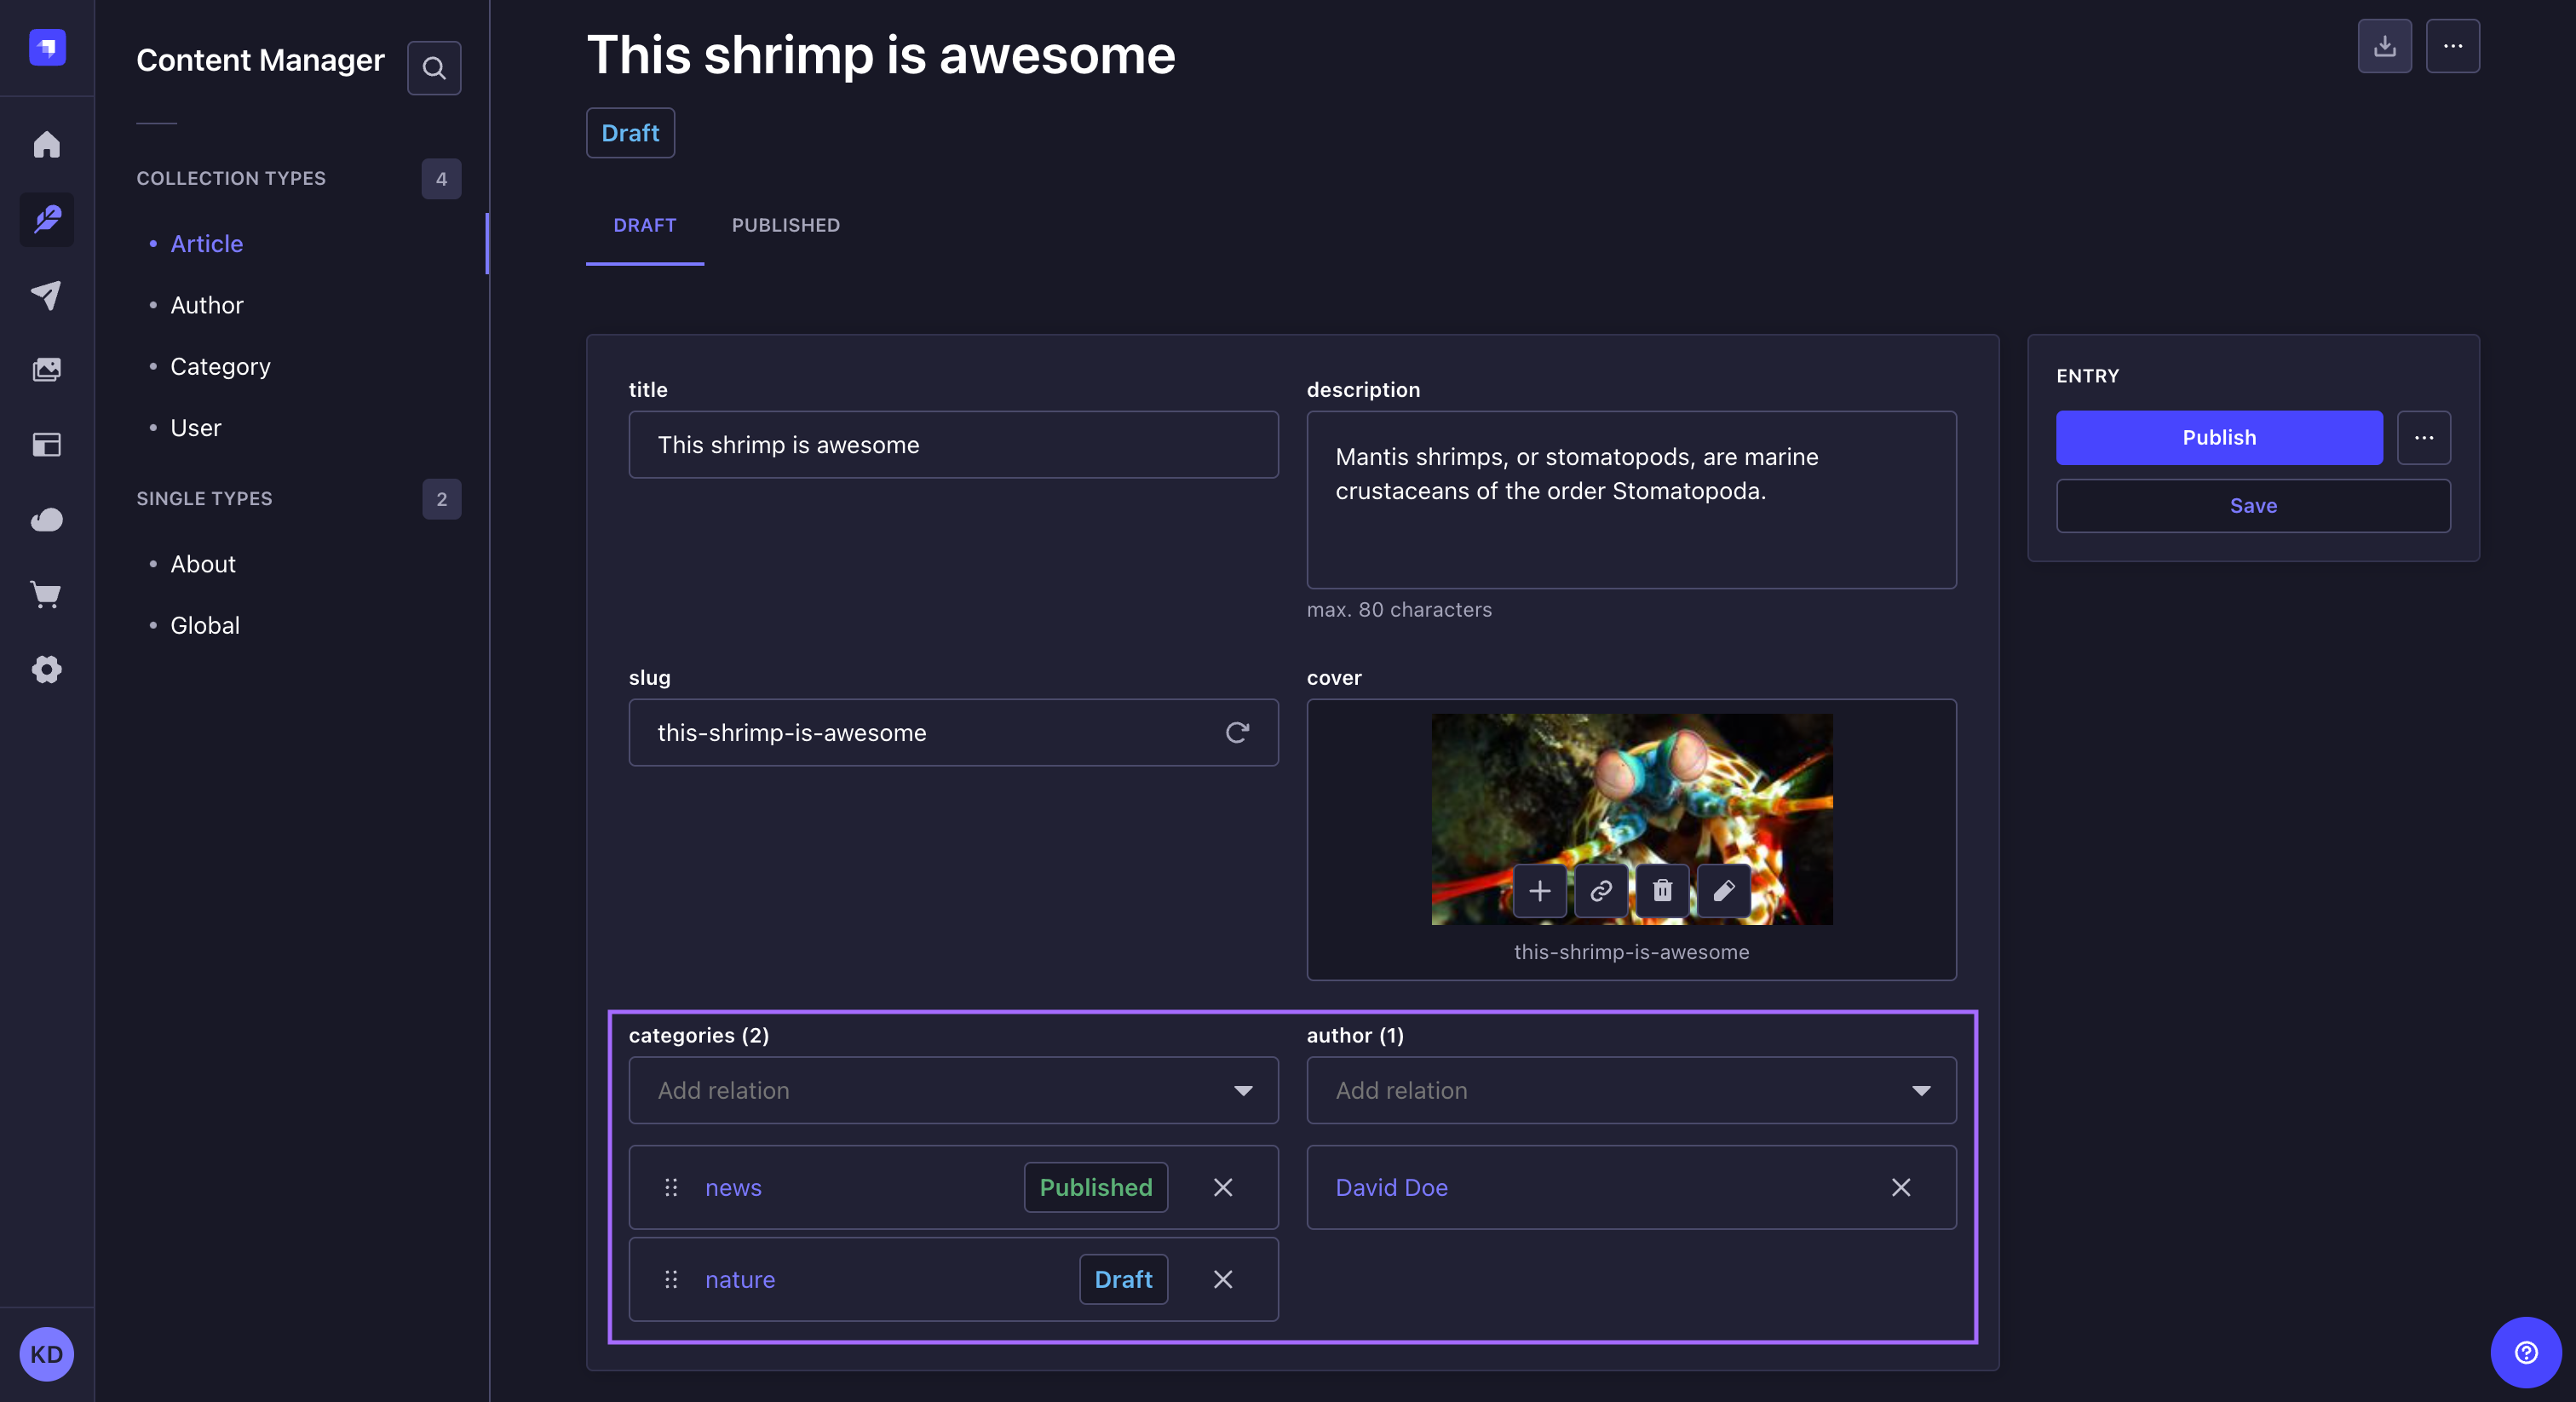 Content Manager
COLLECTION TYPES
4
Article
Author
Category
User
SINGLE TYPES
2
About
Global
KD
This shrimp is awesome
Draft
DRAFT
PUBLISHED
title
This shrimp is awesome
description
Mantis shrimps, or stomatopods, are marine
crustaceans of the order Stomatopoda.
max. 80 characters
slug
this-shrimp-is-awesome
cover
this-shrimp-is-awesome
categories (2)
Add relation
news
Published
nature
Draft
author (1)
Add relation
David Doe
ENTRY
Publish
Save